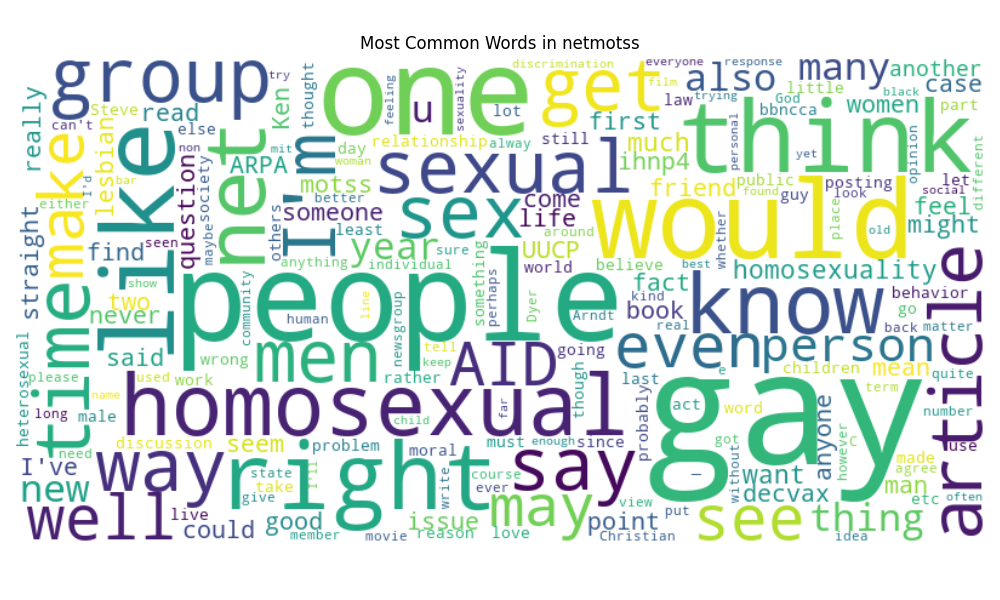 Most Common Words in netmotss
group
one
get
also
many
another
case
little
women
part
everyone
response
discrimination
film
trying
black
God
bbncca
law
first
much
ihnp4
think
personal
yet
opinion
different
let
social
feel
might
really
can't
Steve
read
else
try
Ken
thought
mit
non
I'd
bar
either
lesbian
make
like
net
ARPA
I'm
day
woman
better
motss
someone
least
others
question
society
maybe
seen
straight
find
show
two
never
said
time
u
feeling
sexuality
lot
still
relationship
alway
sexual
sex
come
life
around
UUCP
world
year
sure
anything
individual
friend
found
public
guy
posting
look
place
old
would
whether
best
believe
homosexuality
fact
kind
book
real
know
behavior
go
back
matter
article
people
community
human
line
newsgroup
something
perhaps
Dyer
Arndt
going
even
person
children
mean
quite
term
number
use
wrong
men
tell
keep
rather
AID
though
last
e
act
word
probably
gay
heterosexual
please
used
work
name
long
male
need
homosexual
child
far
discussion
seem
problem
moral
must
enough
since
got
without
anyone
however
C
made
agree
man
etc
often
I've
new
way
right
state
take
give
I'll
course
write
ever
say
want
decvax
well
live
could
good
member
movie
issue
reason
love
may
view
point
put
Christian
see
thing
idea